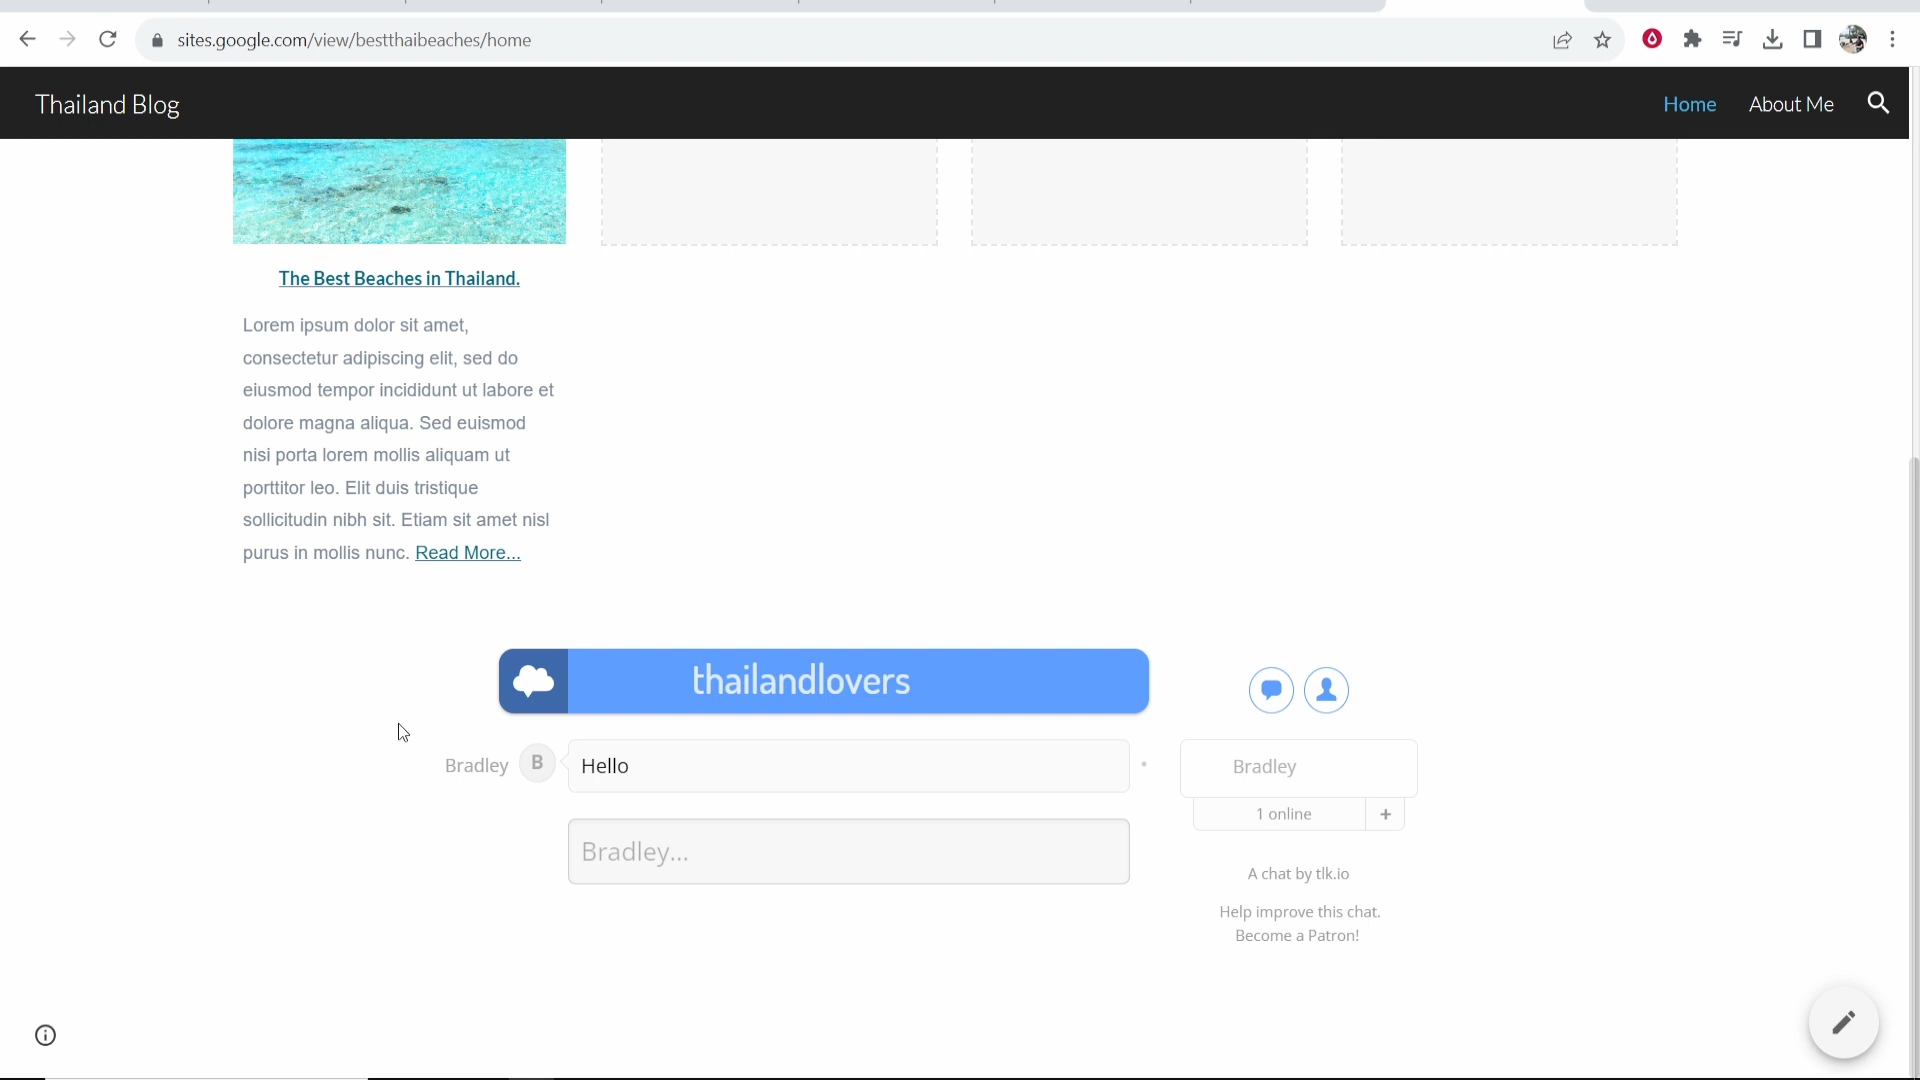 sites.google.com/view/bestthaibeaches/home
Thailand Blog
Home
About Me
The Best Beaches in Thailand.
Lorem ipsum dolor sit amet,
consectetur adipiscing elit, sed do
eiusmod tempor incididunt ut labore et
dolore magna aliqua. Sed euismod
nisi porta lorem mollis aliquam ut
porttitor leo. Elit duis tristique
sollicitudin nibh sit. Etiam sit amet nisl
purus in mollis nunc. Read More...
thailandlovers
Bradley
B
Hello
Bradley
1 online
+
Bradley...
A chat by tlk.io
Help improve this chat.
Become a Patron!